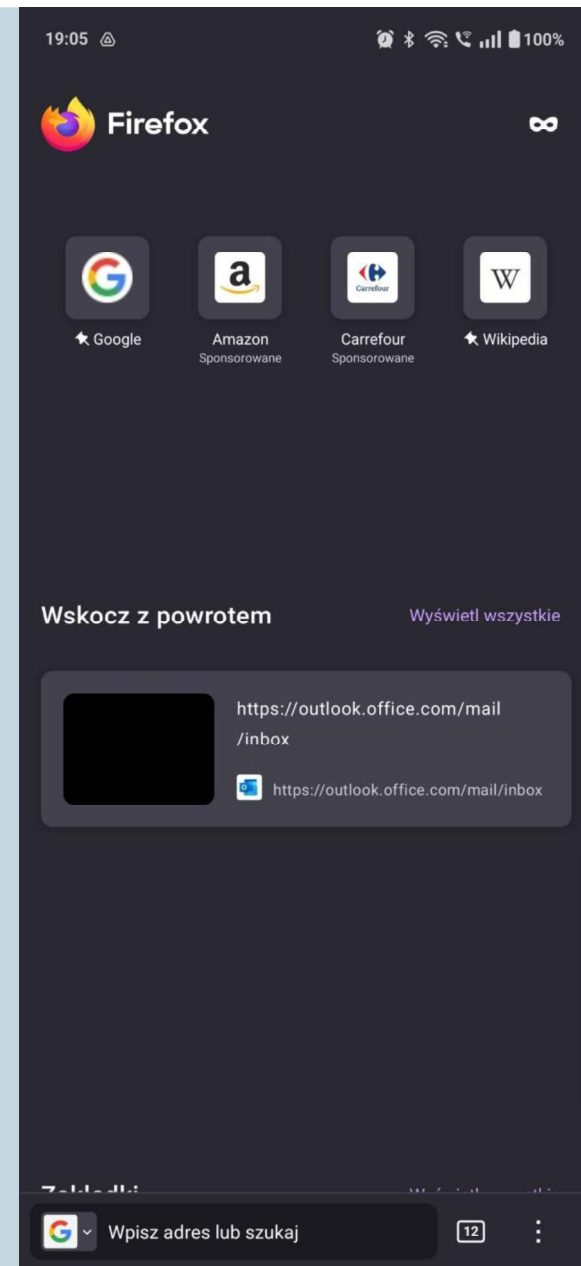 19:05 100%
Firefox
Google Amazon Carrefour Wikipedia
Sponsorowane Sponsorowane
Wskocz z powrotem Wyświetl wszystkie
https://outlook.office.com/mail
/inbox
https://outlook.office.com/mail/inbox
Zakładki
Wpisz adres lub szukaj 12